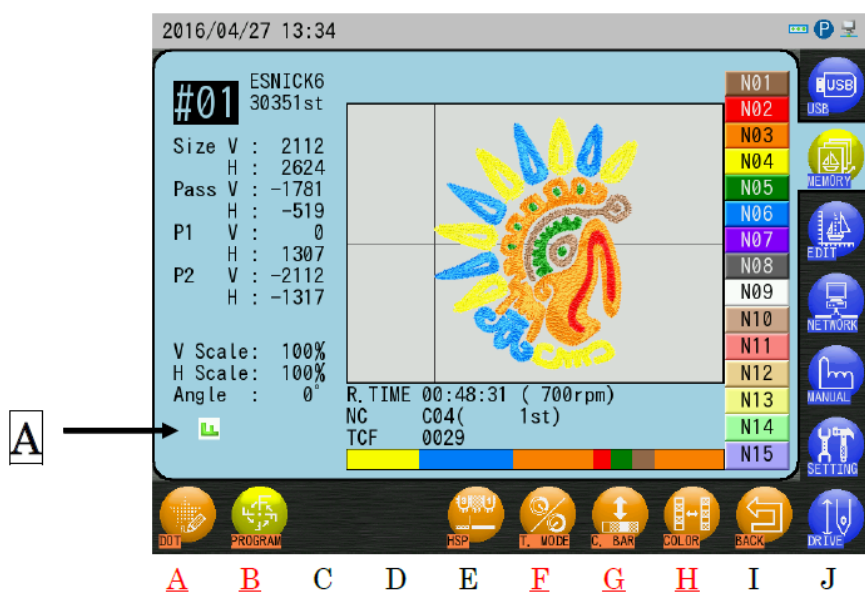 2016/04/27 13:34
P
#01
ESNICK6
30351st
Size V : 2112
H : 2624
Pass V : -1781
H : -519
P1 V : 0
H : 1307
P2 V : -2112
H : -1317
V Scale: 100%
H Scale: 100%
Angle : 0°
F
A
R.TIME 00:48:31 ( 700rpm)
NC C04( 1st)
TCF 0029
N01
N02
N03
N04
N05
N06
N07
N08
N09
N10
N11
N12
N13
N14
N15
USB
USB
MEMORY
EDIT
NETWORK
MANUAL
SETTING
DOT
PROGRAM
HSP
T. MODE
C. BAR
COLOR
BACK
DRIVE
A B C D E F G H I J